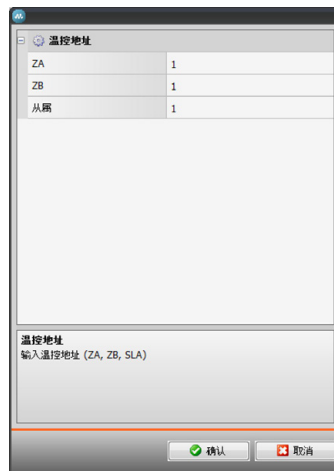 温控地址
ZA 1
ZB 1
从属 1
温控地址
输入温控地址 (ZA, ZB, SLA)
确认 取消